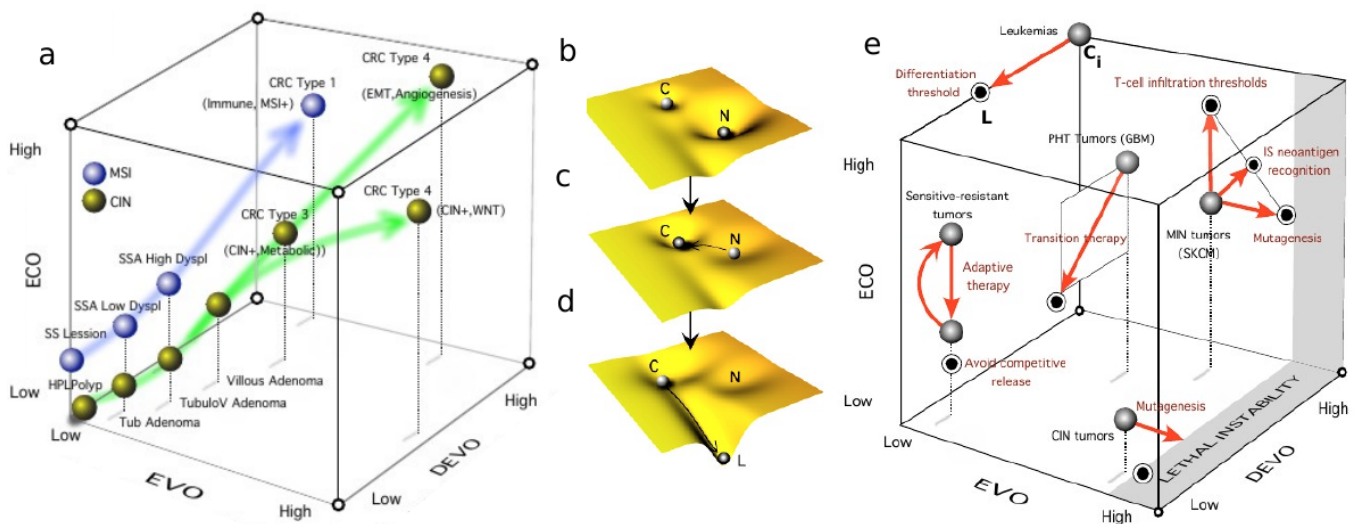 a
CRC Type 1
(Immune, MSI+)
CRC Type 4
(EMT,Angiogenesis)
High
MSI
CIN
CRC Type 4
(CIN+,WNT)
CRC Type 3
(CIN+,Metabolic))
ECO
SSA High Dyspl
SSA Low Dyspl
SS Lession
HPLPolyp
Low
Villous Adenoma
TubuloV Adenoma
Tub Adenoma
Low
High
EVO
High
Low
DEVO
b
C
N
c
C
N
d
C
N
L
e
Leukemias
Ci
Differentiation
threshold
L
T-cell infiltration thresholds
High
PHT Tumors (GBM)
IS neoantigen
recognition
Sensitive-resistant
tumors
Transition therapy
MIN tumors
(SKCM)
Mutagenesis
Adaptive
therapy
ECO
Avoid competitive
release
Low
Low
Mutagenesis
CIN tumors
LETHAL INSTABILITY
High
DEVO
EVO
High
Low